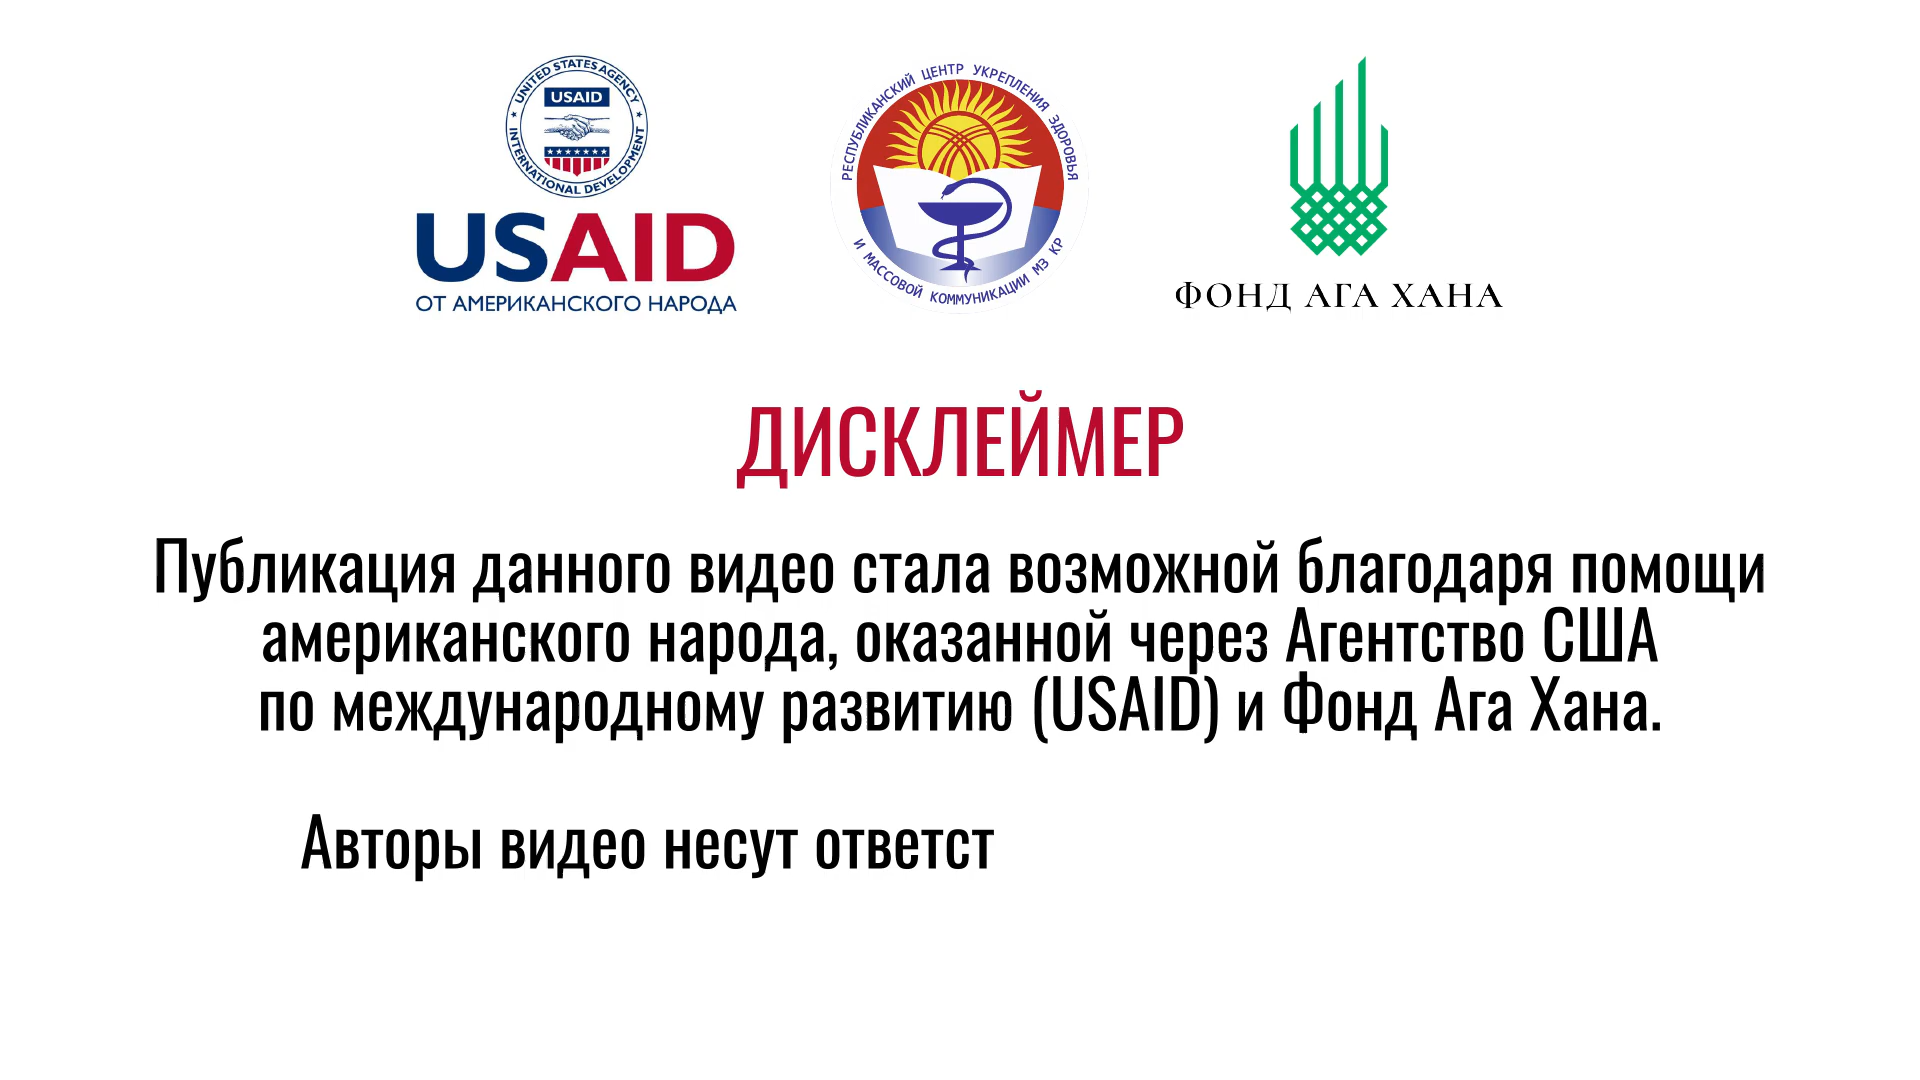 UNITED STATES AGENCY
USAID
INTERNATIONAL DEVELOPMENT
USAID
ОТ АМЕРИКАНСКОГО НАРОДА
РЕСПУБЛИКАНСКИЙ ЦЕНТР УКРЕПЛЕНИЯ ЗДОРОВЬЯ
И МАССОВОЙ КОММУНИКАЦИИ МЗ КР
ФОНД АГА ХАНА
ДИСКЛЕЙМЕР
Публикация данного видео стала возможной благодаря помощи
американского народа, оказанной через Агентство США
по международному развитию (USAID) и Фонд Ага Хана.
Авторы видео несут ответст